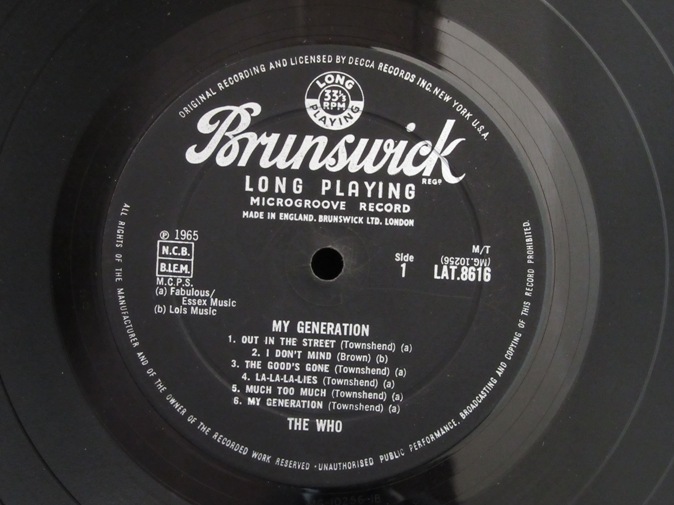 ORIGINAL RECORDING AND LICENSED BY DECCA RECORDS INC. NEW YORK U.S.A.
LONG
33⅓
RPM
PLAYING
Brunswick
REGD
LONG PLAYING
MICROGROOVE RECORD
MADE IN ENGLAND. BRUNSWICK LTD. LONDON
℗ 1965
N.C.B.
B.I.E.M.
M.C.P.S.
(a) Fabulous/
Essex Music
(b) Lois Music
Side
1
M/T
(MG.10256)
LAT.8616
MY GENERATION
1. OUT IN THE STREET (Townshend) (a)
2. I DON'T MIND (Brown) (b)
3. THE GOOD'S GONE (Townshend) (a)
4. LA-LA-LA-LIES (Townshend) (a)
5. MUCH TOO MUCH (Townshend) (a)
6. MY GENERATION (Townshend) (a)
THE WHO
ALL RIGHTS OF THE MANUFACTURER AND OF THE OWNER OF THE RECORDED WORK RESERVED · UNAUTHORISED PUBLIC PERFORMANCE, BROADCASTING AND COPYING OF THIS RECORD PROHIBITED.